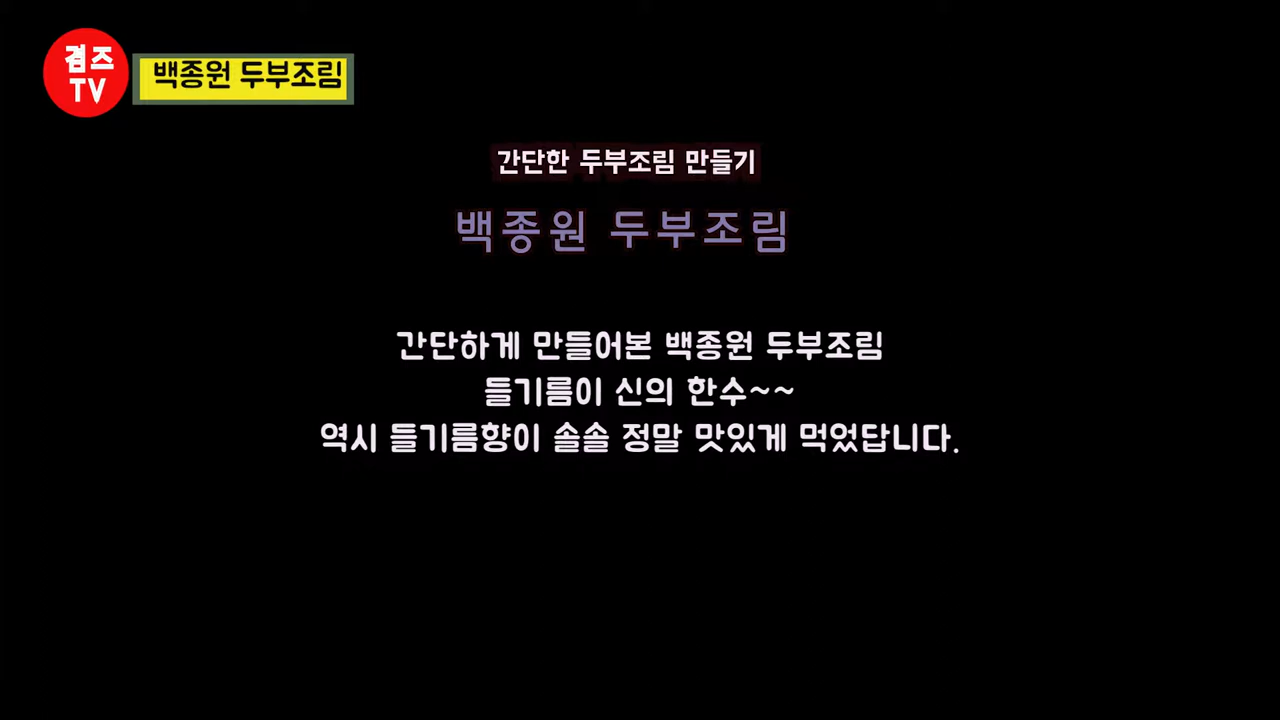 겸즈
TV
백종원 두부조림
간단한 두부조림 만들기
백종원 두부조림
간단하게 만들어본 백종원 두부조림
들기름이 신의 한수~~
역시 들기름향이 솔솔 정말 맛있게 먹었답니다.